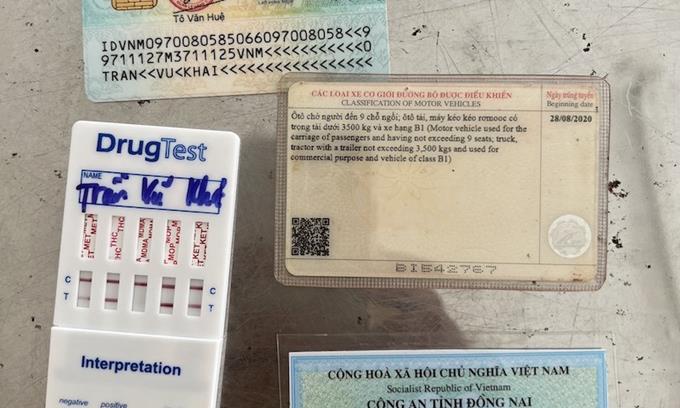 Tô Văn Huệ
IDVNM0970080585066097008058<<9
9711127M3711125VNM<<<<<<<<<<<0
TRAN<<VU<KHAI<<<<<<<<<<<<<<<<<
CÁC LOẠI XE CƠ GIỚI ĐƯỜNG BỘ ĐƯỢC ĐIỀU KHIỂN
CLASSIFICATION OF MOTOR VEHICLES
Ngày trúng tuyển
Beginning date
Ôtô chở người đến 9 chỗ ngồi; ôtô tải, máy kéo kéo rơmooc có
trọng tải dưới 3500 kg và xe hạng B1 (Motor vehicle used for the
carriage of passengers and having not exceeding 9 seats; truck,
tractor with a trailer not exceeding 3,500 kgs and used for
commercial purpose and vehicle of class B1)
28/08/2020
BI542767
DrugTest
NAME
Trần Vũ Khả
MET
THC
MDMA
MOP
KET
C
T
C
T
Interpretation
negative positive
CỘNG HOÀ XÃ HỘI CHỦ NGHĨA VIỆT NAM
Socialist Republic of Vietnam
CÔNG AN TỈNH ĐỒNG NAI